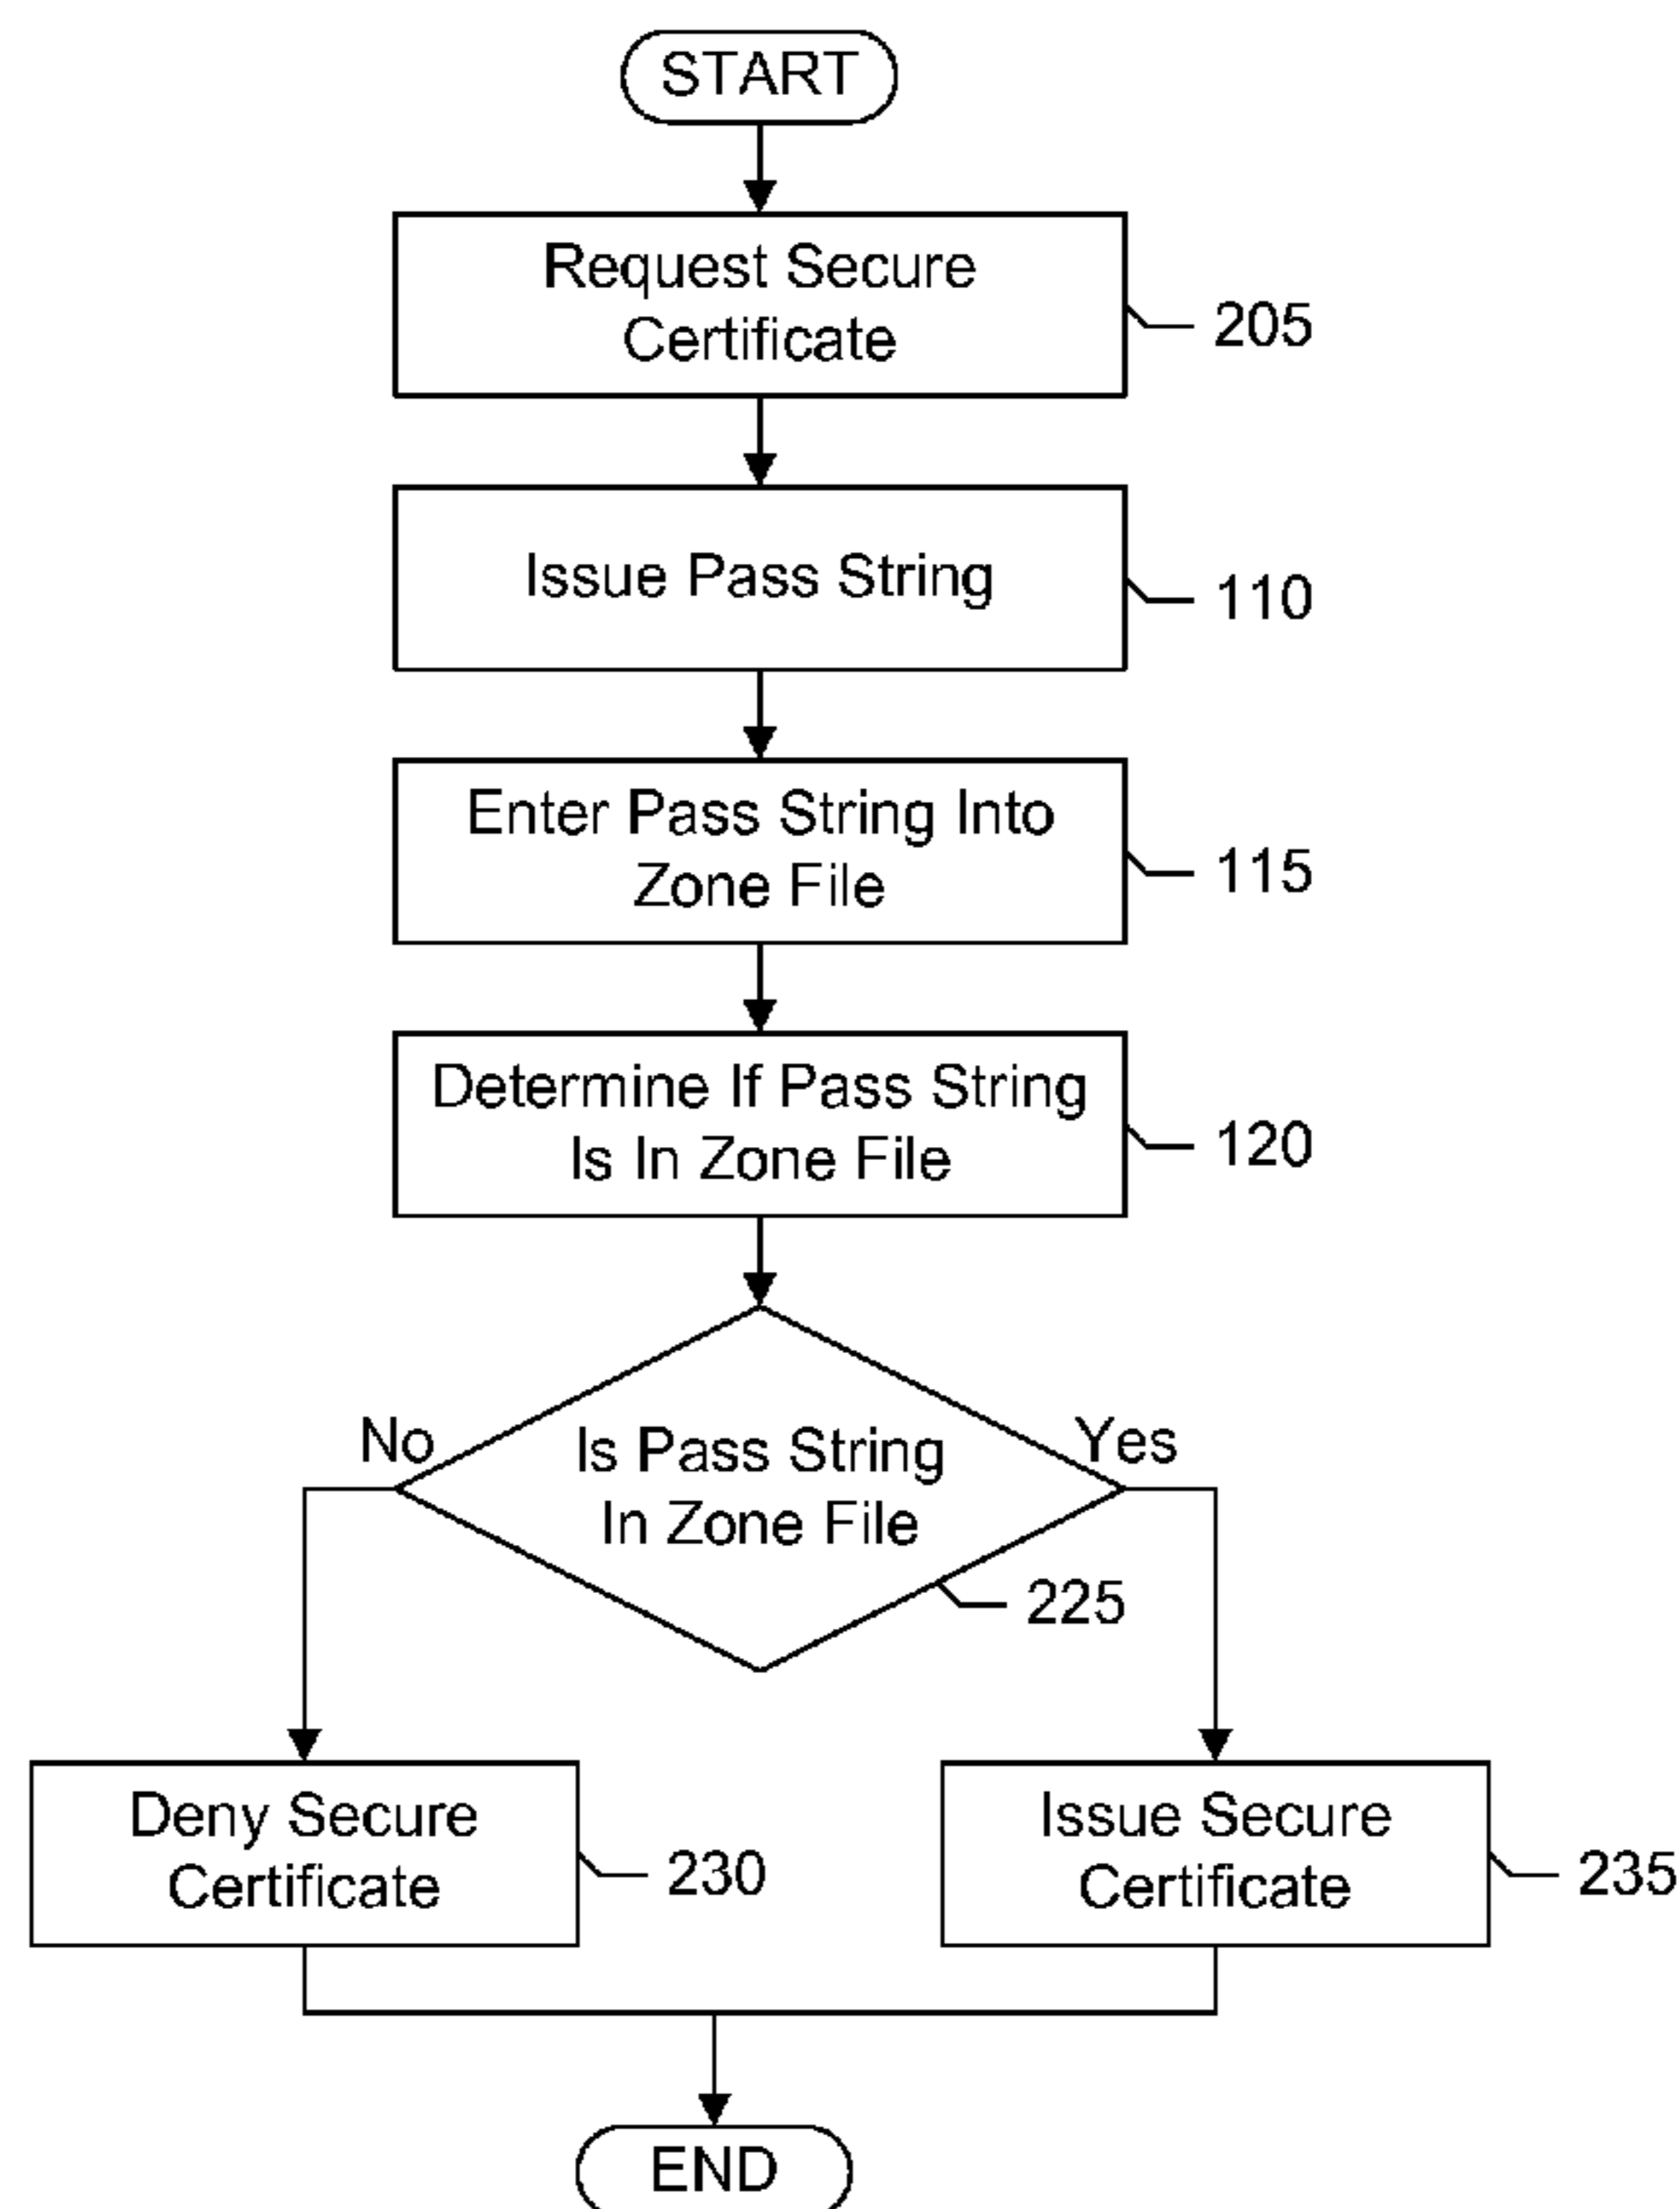 START
Request Secure
Certificate
205
Issue Pass String
110
Enter Pass String Into
Zone File
115
Determine If Pass String
Is In Zone File
120
No
Is Pass String
In Zone File
Yes
225
Deny Secure
Certificate
230
Issue Secure
Certificate
235
END